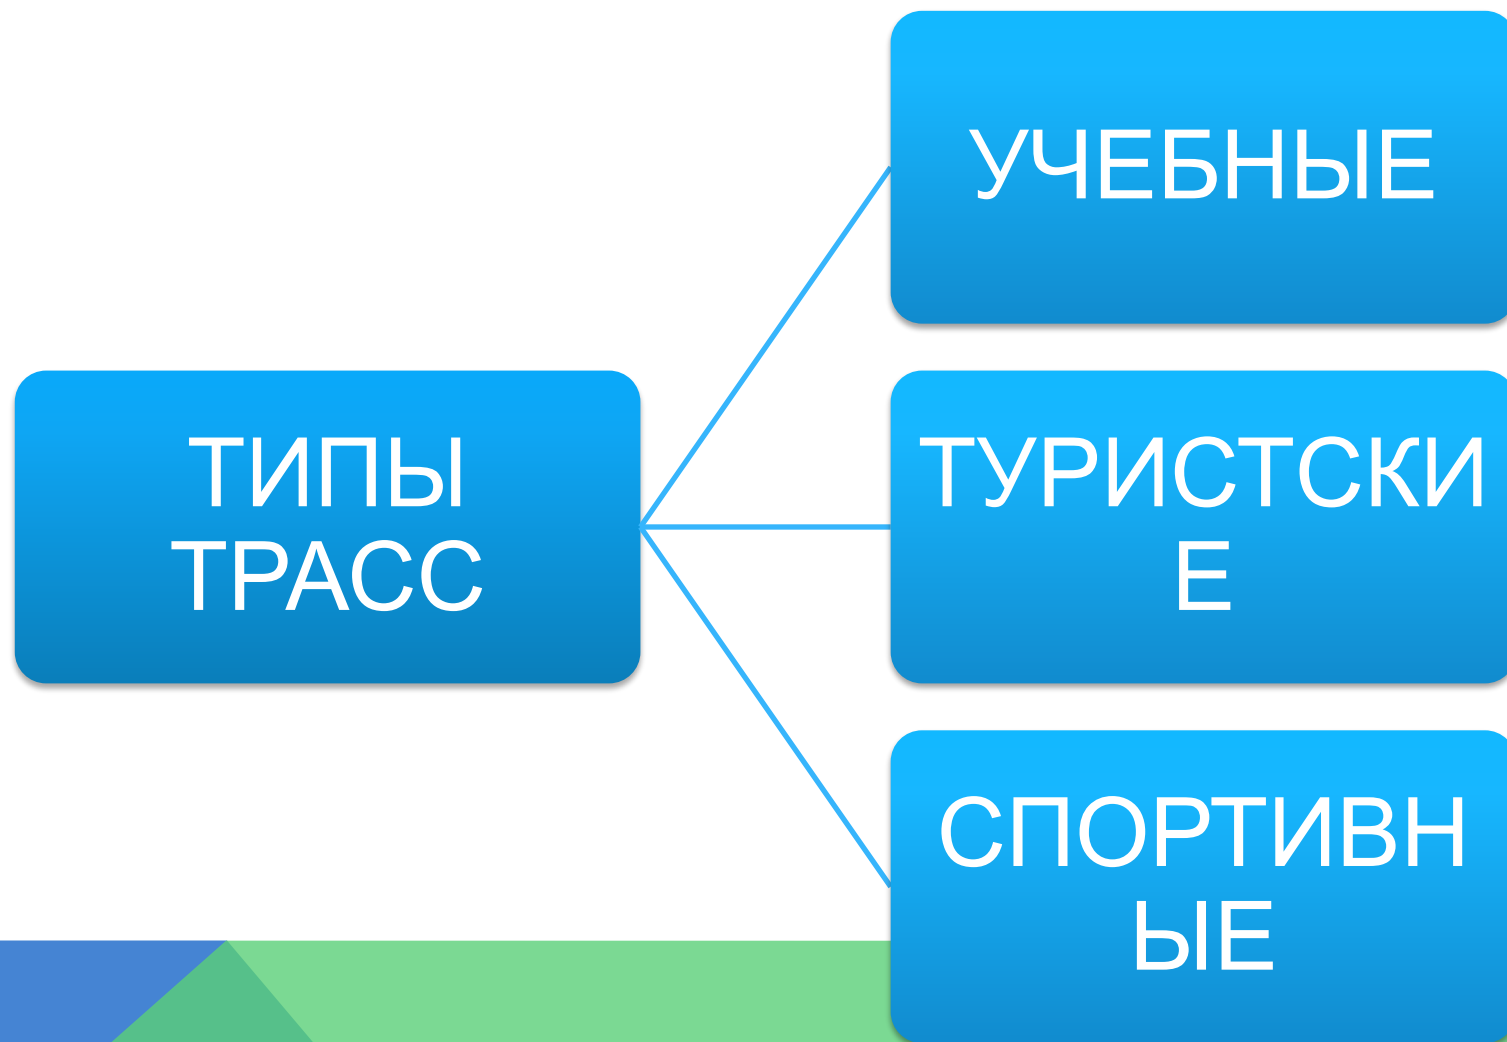 УЧЕБНЫЕ
ТИПЫ
ТРАСС
ТУРИСТСКИ
Е
СПОРТИВН
ЫЕ